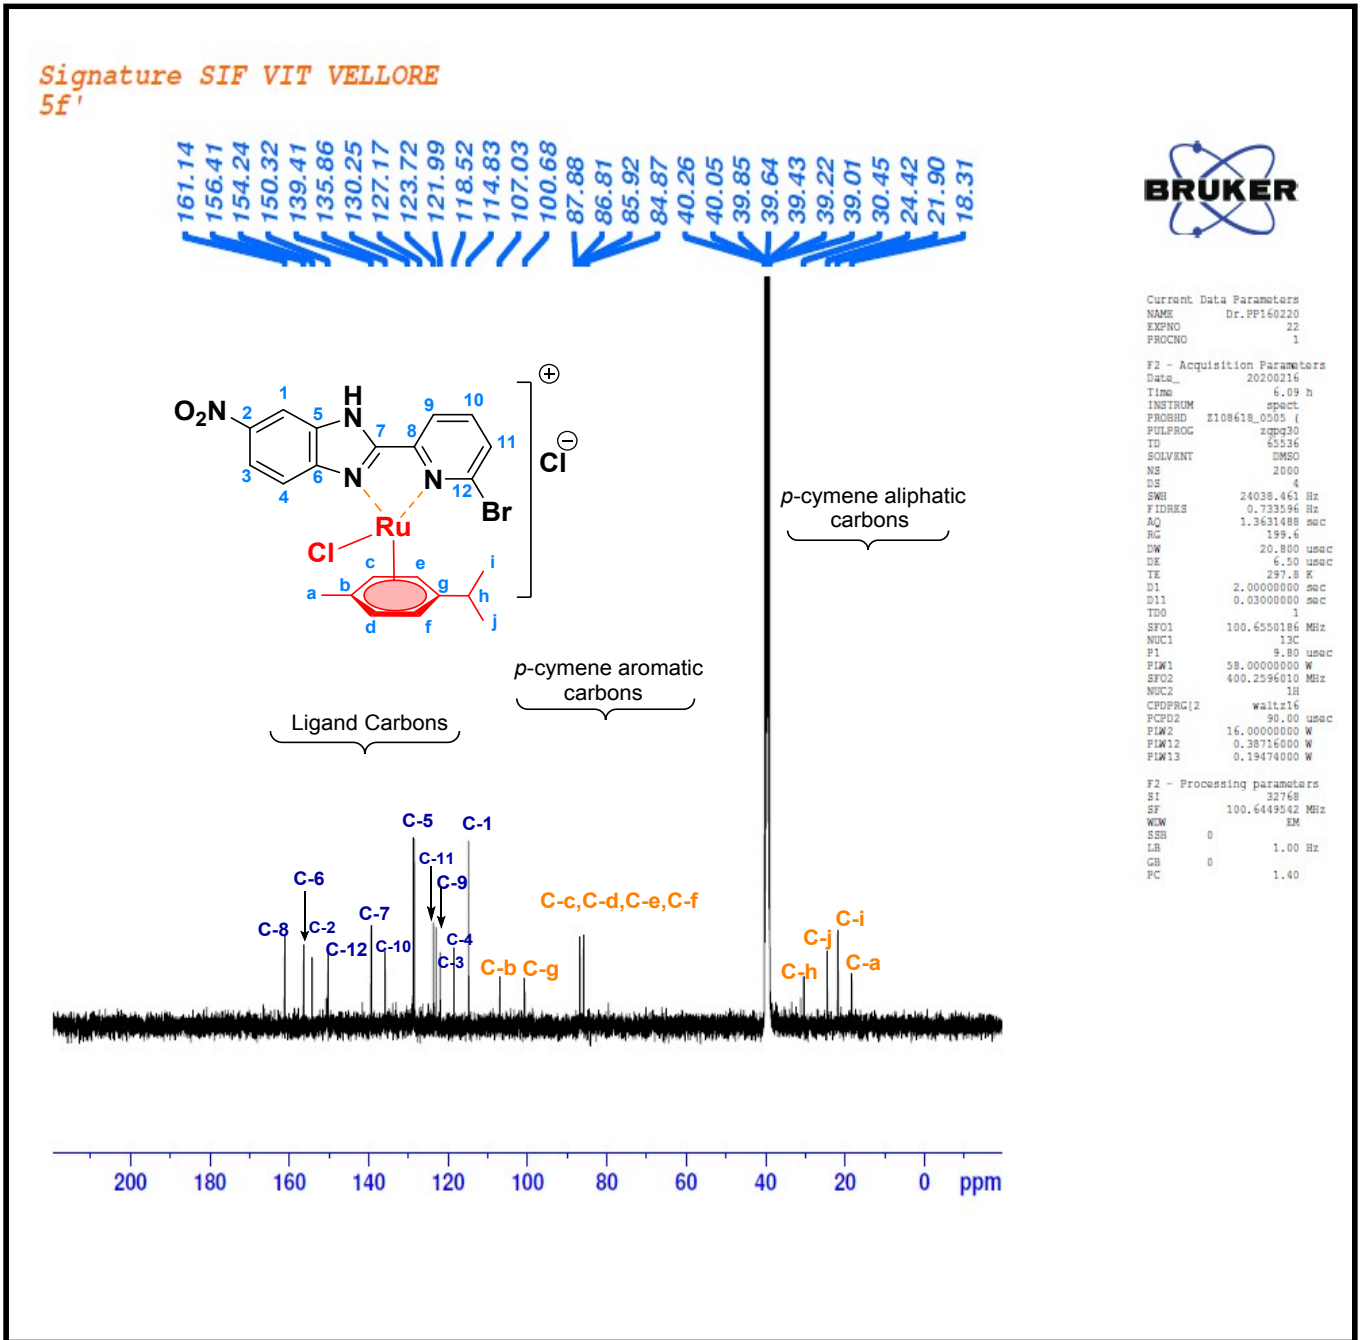 Signature SIF VIT VELLORE
5f'
161.14
156.41
154.24
150.32
139.41
135.86
130.25
127.17
123.72
121.99
118.52
114.83
107.03
100.68
87.88
86.81
85.92
84.87
40.26
40.05
39.85
39.64
39.43
39.22
39.01
30.45
24.42
21.90
18.31
BRUKER
Current Data Parameters
NAME Dr.PP160220
EXPNO 22
PROCNO 1
F2 - Acquisition Parameters
Date_ 20200216
Time 6.09 h
INSTRUM spect
PROBHD Z108618_0505 (
PULPROG zgpg30
TD 65536
SOLVENT DMSO
NS 2000
DS 4
SWH 24038.461 Hz
FIDRES 0.733596 Hz
AQ 1.3631488 sec
RG 199.6
DW 20.800 usec
DE 6.50 usec
TE 297.8 K
D1 2.00000000 sec
D11 0.03000000 sec
TD0 1
SFO1 100.6550186 MHz
NUC1 13C
P1 9.80 usec
PLW1 58.00000000 W
SFO2 400.2596010 MHz
NUC2 1H
CPDPRG[2 waltz16
PCPD2 90.00 usec
PLW2 16.00000000 W
PLW12 0.38716000 W
PLW13 0.19474000 W
F2 - Processing parameters
SI 32768
SF 100.6449542 MHz
WDW EM
SSB 0
LB 1.00 Hz
GB 0
PC 1.40
O2N 2 1 5 H N 7 8 9 10 11
3 4 6 N N 12 Br
+
Cl −
Ru
Cl
c e i
a b g h
d f j
p-cymene aliphatic
carbons
p-cymene aromatic
carbons
Ligand Carbons
C-5
C-1
C-11
C-6
C-9
C-c,C-d,C-e,C-f
C-7
C-i
C-8
C-2
C-4
C-j
C-12
C-10
C-3
C-b
C-g
C-h
C-a
200 180 160 140 120 100 80 60 40 20 0 ppm